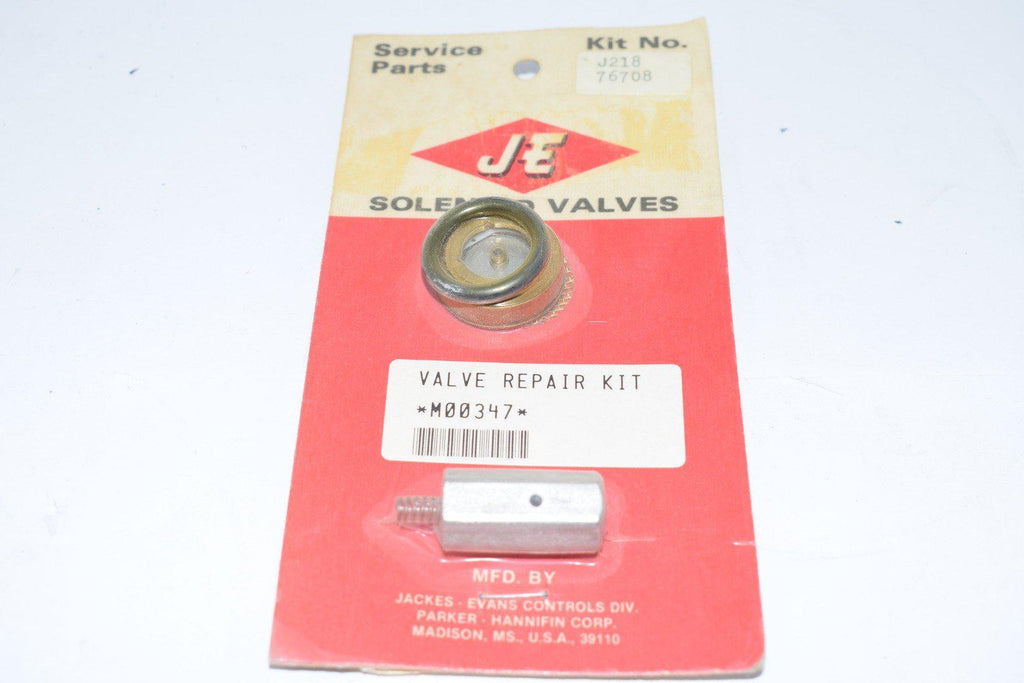 Service
Parts
Kit No.
J218
76708
JE
SOLENOID VALVES
VALVE REPAIR KIT
*M00347*
MFD. BY
JACKES - EVANS CONTROLS DIV.
PARKER - HANNIFIN CORP.
MADISON, MS., U.S.A., 39110